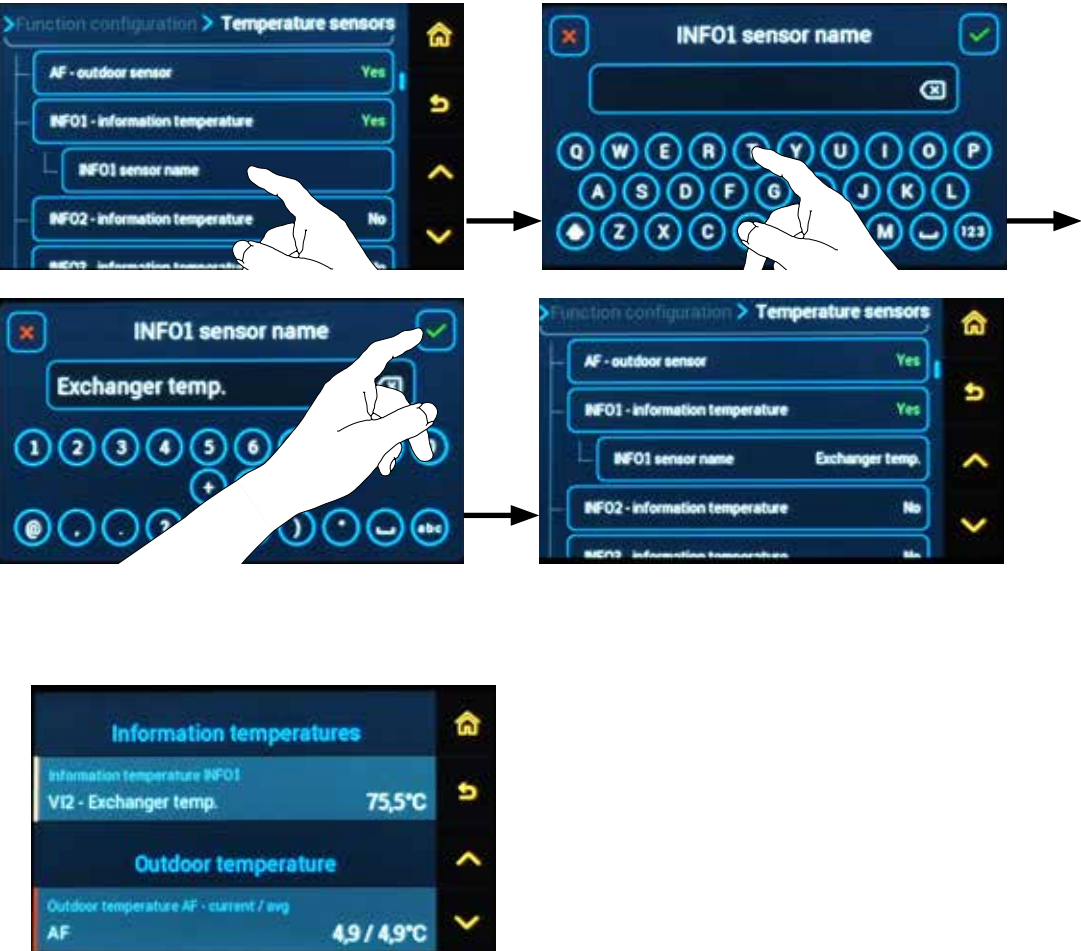 Function configuration > Temperature sensors
AF - outdoor sensor Yes
INFO1 - information temperature Yes
INFO1 sensor name
INFO2 - information temperature No
INFO1 sensor name
Q W E R T Y U I O P
A S D F G J K L
Z X C M 123
INFO1 sensor name
Exchanger temp.
1 2 3 4 5 6
+
@ , . ? ) * abc
Function configuration > Temperature sensors
AF - outdoor sensor Yes
INFO1 - information temperature Yes
INFO1 sensor name Exchanger temp.
INFO2 - information temperature No
Information temperatures
Information temperature INFO1
VI2 - Exchanger temp. 75,5°C
Outdoor temperature
Outdoor temperature AF - current / avg
AF 4,9 / 4,9°C